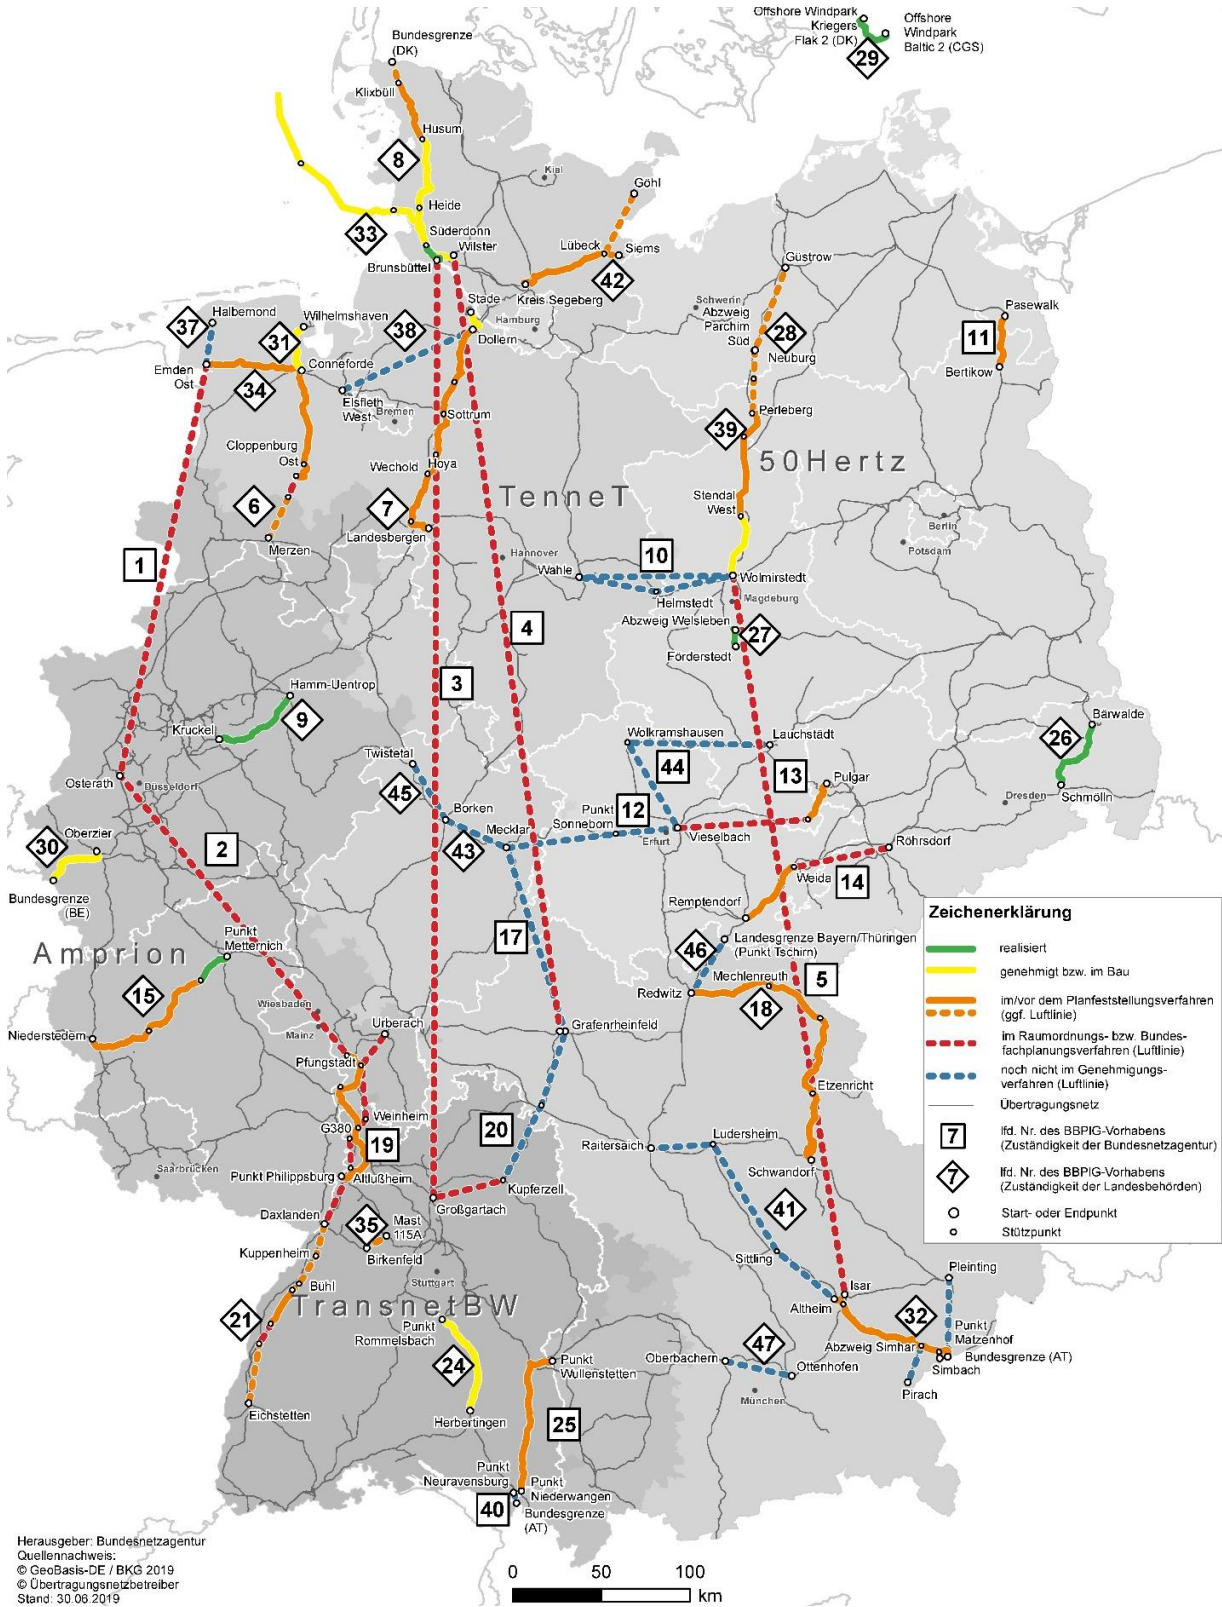 Bundesgrenze
(DK)
Offshore Windpark
Kriegers
Flak 2 (DK)
Offshore
Windpark
Baltic 2 (CGS)
29
Klixbüll
Husum
8
Kiel
Göhl
Heide
33
Süderdonn
Wilster
Brunsbüttel
Lübeck
Siems
42
Kreis Segeberg
Güstrow
Stade
Hamburg
Dollern
Schwerin
Abzweig
Parchim
Süd
28
Neuburg
Pasewalk
11
Bertikow
37
Halbemond
31
Wilhelmshaven
38
Emden
Ost
34
Conneforde
Elsfleth
West
Bremen
Sottrum
Perleberg
39
50Hertz
Cloppenburg
Ost
Wechold
Hoya
TenneT
6
7
Landesbergen
Merzen
Stendal
West
Berlin
Potsdam
1
Hannover
Wahle
10
Helmstedt
Wolmirstedt
Magdeburg
Abzweig Welsleben
27
Förderstedt
4
3
Hamm-Uentrop
9
Kruckel
Bärwalde
26
Schmölln
Dresden
Twistetal
45
Wolkramshausen
Lauchstädt
44
13
Pulgar
Osterath
Düsseldorf
Borken
Mecklar
43
Punkt
Sonneborn
12
Erfurt
Vieselbach
Röhrsdorf
30
Oberzier
2
Weida
14
Bundesgrenze
(BE)
Remptendorf
Amprion
Punkt
Metternich
17
46
Landesgrenze Bayern/Thüringen
(Punkt Tschirn)
Mechlenreuth
Redwitz
18
5
15
Wiesbaden
Mainz
Niederstedem
Urberach
Grafenrheinfeld
Pfungstadt
Etzenricht
Weinheim
G380
19
20
Raitersaich
Ludersheim
Schwandorf
Saarbrücken
Punkt Philippsburg
Altlußheim
Kupferzell
Großgartach
41
Daxlanden
35
Mast
115A
Birkenfeld
Kuppenheim
Sittling
Stuttgart
Bühl
TransnetBW
Isar
Altheim
Pleinting
21
Punkt
Rommelsbach
32
Punkt
Matzenhof
Abzweig Simhar
Bundesgrenze (AT)
Simbach
Pirach
24
Punkt
Wullenstetten
Oberbachern
47
Ottenhofen
München
Eichstetten
Herbertingen
25
Punkt
Neuravensburg
Punkt
Niederwangen
40
Bundesgrenze
(AT)
Zeichenerklärung
realisiert
genehmigt bzw. im Bau
im/vor dem Planfeststellungsverfahren
(ggf. Luftlinie)
im Raumordnungs- bzw. Bundes-
fachplanungsverfahren (Luftlinie)
noch nicht im Genehmigungs-
verfahren (Luftlinie)
Übertragungsnetz
7
lfd. Nr. des BBPlG-Vorhabens
(Zuständigkeit der Bundesnetzagentur)
7
lfd. Nr. des BBPlG-Vorhabens
(Zuständigkeit der Landesbehörden)
Start- oder Endpunkt
Stützpunkt
Herausgeber: Bundesnetzagentur
Quellennachweis:
© GeoBasis-DE / BKG 2019
© Übertragungsnetzbetreiber
Stand: 30.06.2019
0 50 100
km